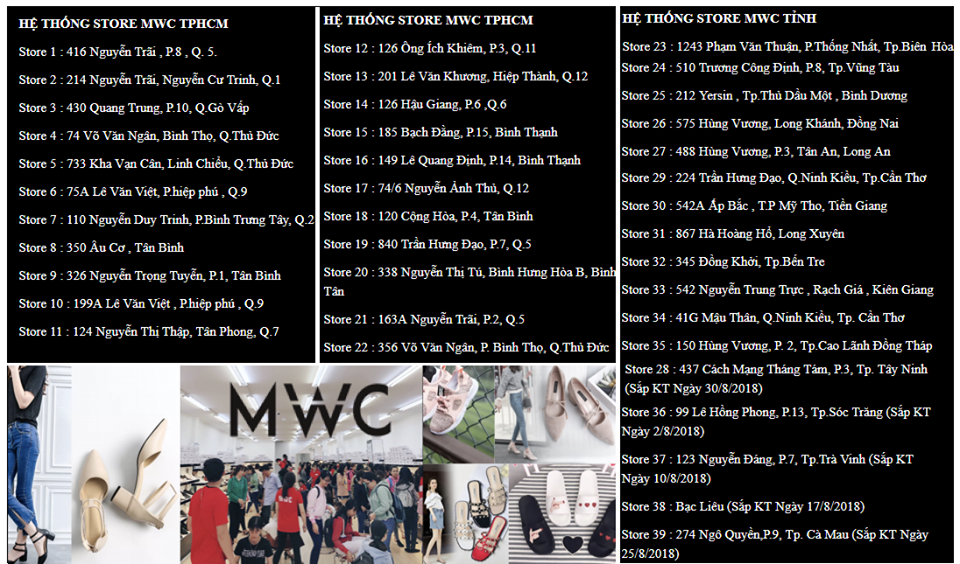 HỆ THỐNG STORE MWC TPHCM
Store 1 : 416 Nguyễn Trãi , P.8 , Q. 5.
Store 2 : 214 Nguyễn Trãi, Nguyễn Cư Trinh, Q.1
Store 3 : 430 Quang Trung, P.10, Q.Gò Vấp
Store 4 : 74 Võ Văn Ngân, Bình Thọ, Q.Thủ Đức
Store 5 : 733 Kha Vạn Cân, Linh Chiểu, Q.Thủ Đức
Store 6 : 75A Lê Văn Việt, P.hiệp phú , Q.9
Store 7 : 110 Nguyễn Duy Trinh, P.Bình Trưng Tây, Q.2
Store 8 : 350 Âu Cơ , Tân Bình
Store 9 : 326 Nguyễn Trọng Tuyển, P.1, Tân Bình
Store 10 : 199A Lê Văn Việt , P.hiệp phú , Q.9
Store 11 : 124 Nguyễn Thị Thập, Tân Phong, Q.7
HỆ THỐNG STORE MWC TPHCM
Store 12 : 126 Ông Ích Khiêm, P.3, Q.11
Store 13 : 201 Lê Văn Khương, Hiệp Thành, Q.12
Store 14 : 126 Hậu Giang, P.6 ,Q.6
Store 15 : 185 Bạch Đằng, P.15, Bình Thạnh
Store 16 : 149 Lê Quang Định, P.14, Bình Thạnh
Store 17 : 74/6 Nguyễn Ảnh Thủ, Q.12
Store 18 : 120 Cộng Hòa, P.4, Tân Bình
Store 19 : 840 Trần Hưng Đạo, P.7, Q.5
Store 20 : 338 Nguyễn Thị Tú, Bình Hưng Hòa B, Bình
Tân
Store 21 : 163A Nguyễn Trãi, P.2, Q.5
Store 22 : 356 Võ Văn Ngân, P. Bình Thọ, Q.Thủ Đức
HỆ THỐNG STORE MWC TỈNH
Store 23 : 1243 Phạm Văn Thuận, P.Thống Nhất, Tp.Biên Hòa
Store 24 : 510 Trương Công Định, P.8, Tp.Vũng Tàu
Store 25 : 212 Yersin , Tp.Thủ Dầu Một , Bình Dương
Store 26 : 575 Hùng Vương, Long Khánh, Đồng Nai
Store 27 : 488 Hùng Vương, P.3, Tân An, Long An
Store 29 : 224 Trần Hưng Đạo, Q.Ninh Kiều, Tp.Cần Thơ
Store 30 : 542A Ấp Bắc , T.P Mỹ Tho, Tiền Giang
Store 31 : 867 Hà Hoàng Hổ, Long Xuyên
Store 32 : 345 Đồng Khởi, Tp.Bến Tre
Store 33 : 542 Nguyễn Trung Trực , Rạch Giá , Kiên Giang
Store 34 : 41G Mậu Thân, Q.Ninh Kiều, Tp. Cần Thơ
Store 35 : 150 Hùng Vương, P. 2, Tp.Cao Lãnh Đồng Tháp
Store 28 : 437 Cách Mạng Tháng Tám, P.3, Tp. Tây Ninh
(Sắp KT Ngày 30/8/2018)
Store 36 : 99 Lê Hồng Phong, P.13, Tp.Sóc Trăng (Sắp KT
Ngày 2/8/2018)
Store 37 : 123 Nguyễn Đáng, P.7, Tp.Trà Vinh (Sắp KT
Ngày 10/8/2018)
Store 38 : Bạc Liêu (Sắp KT Ngày 17/8/2018)
Store 39 : 274 Ngô Quyền,P.9, Tp. Cà Mau (Sắp KT Ngày
25/8/2018)
MWC
MWC